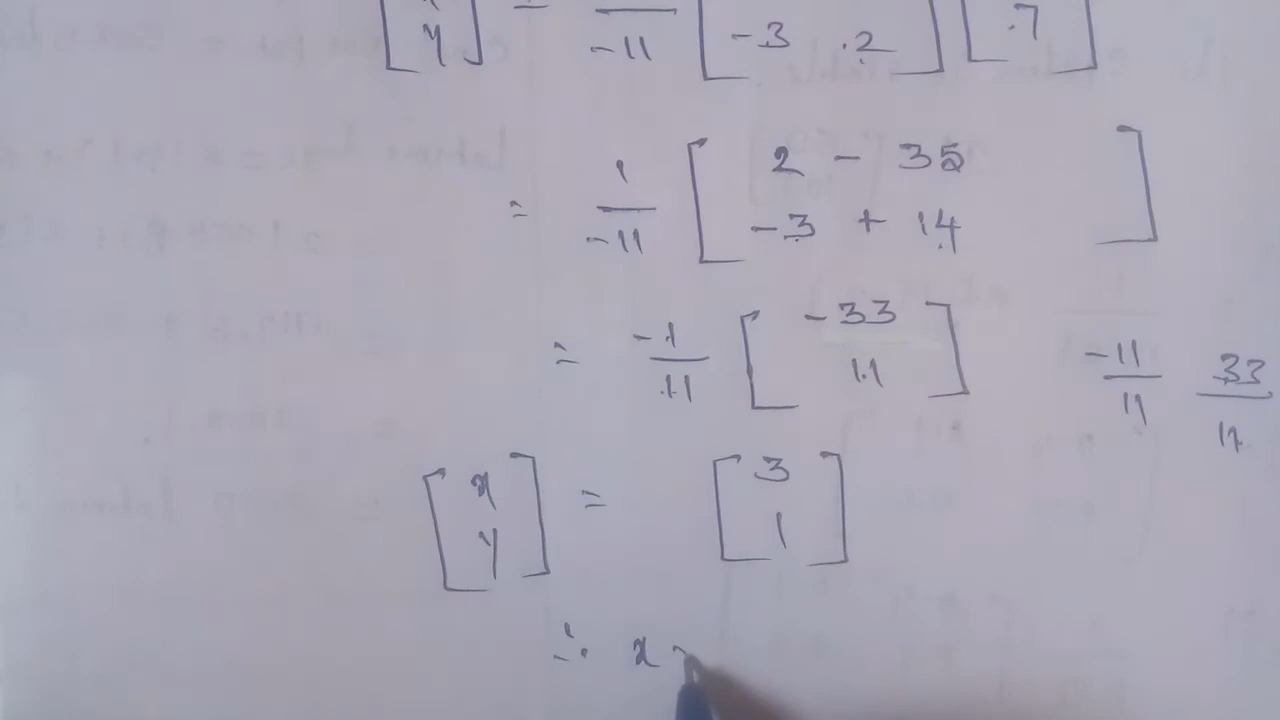 [x y] = 1/-11 [-3 .2] [.7]
= 1/-11 [2 - 35
-3 + 14]
= -1/11 [-33
11] -11/11 33/11
[x y] = [3 1]
∴ x